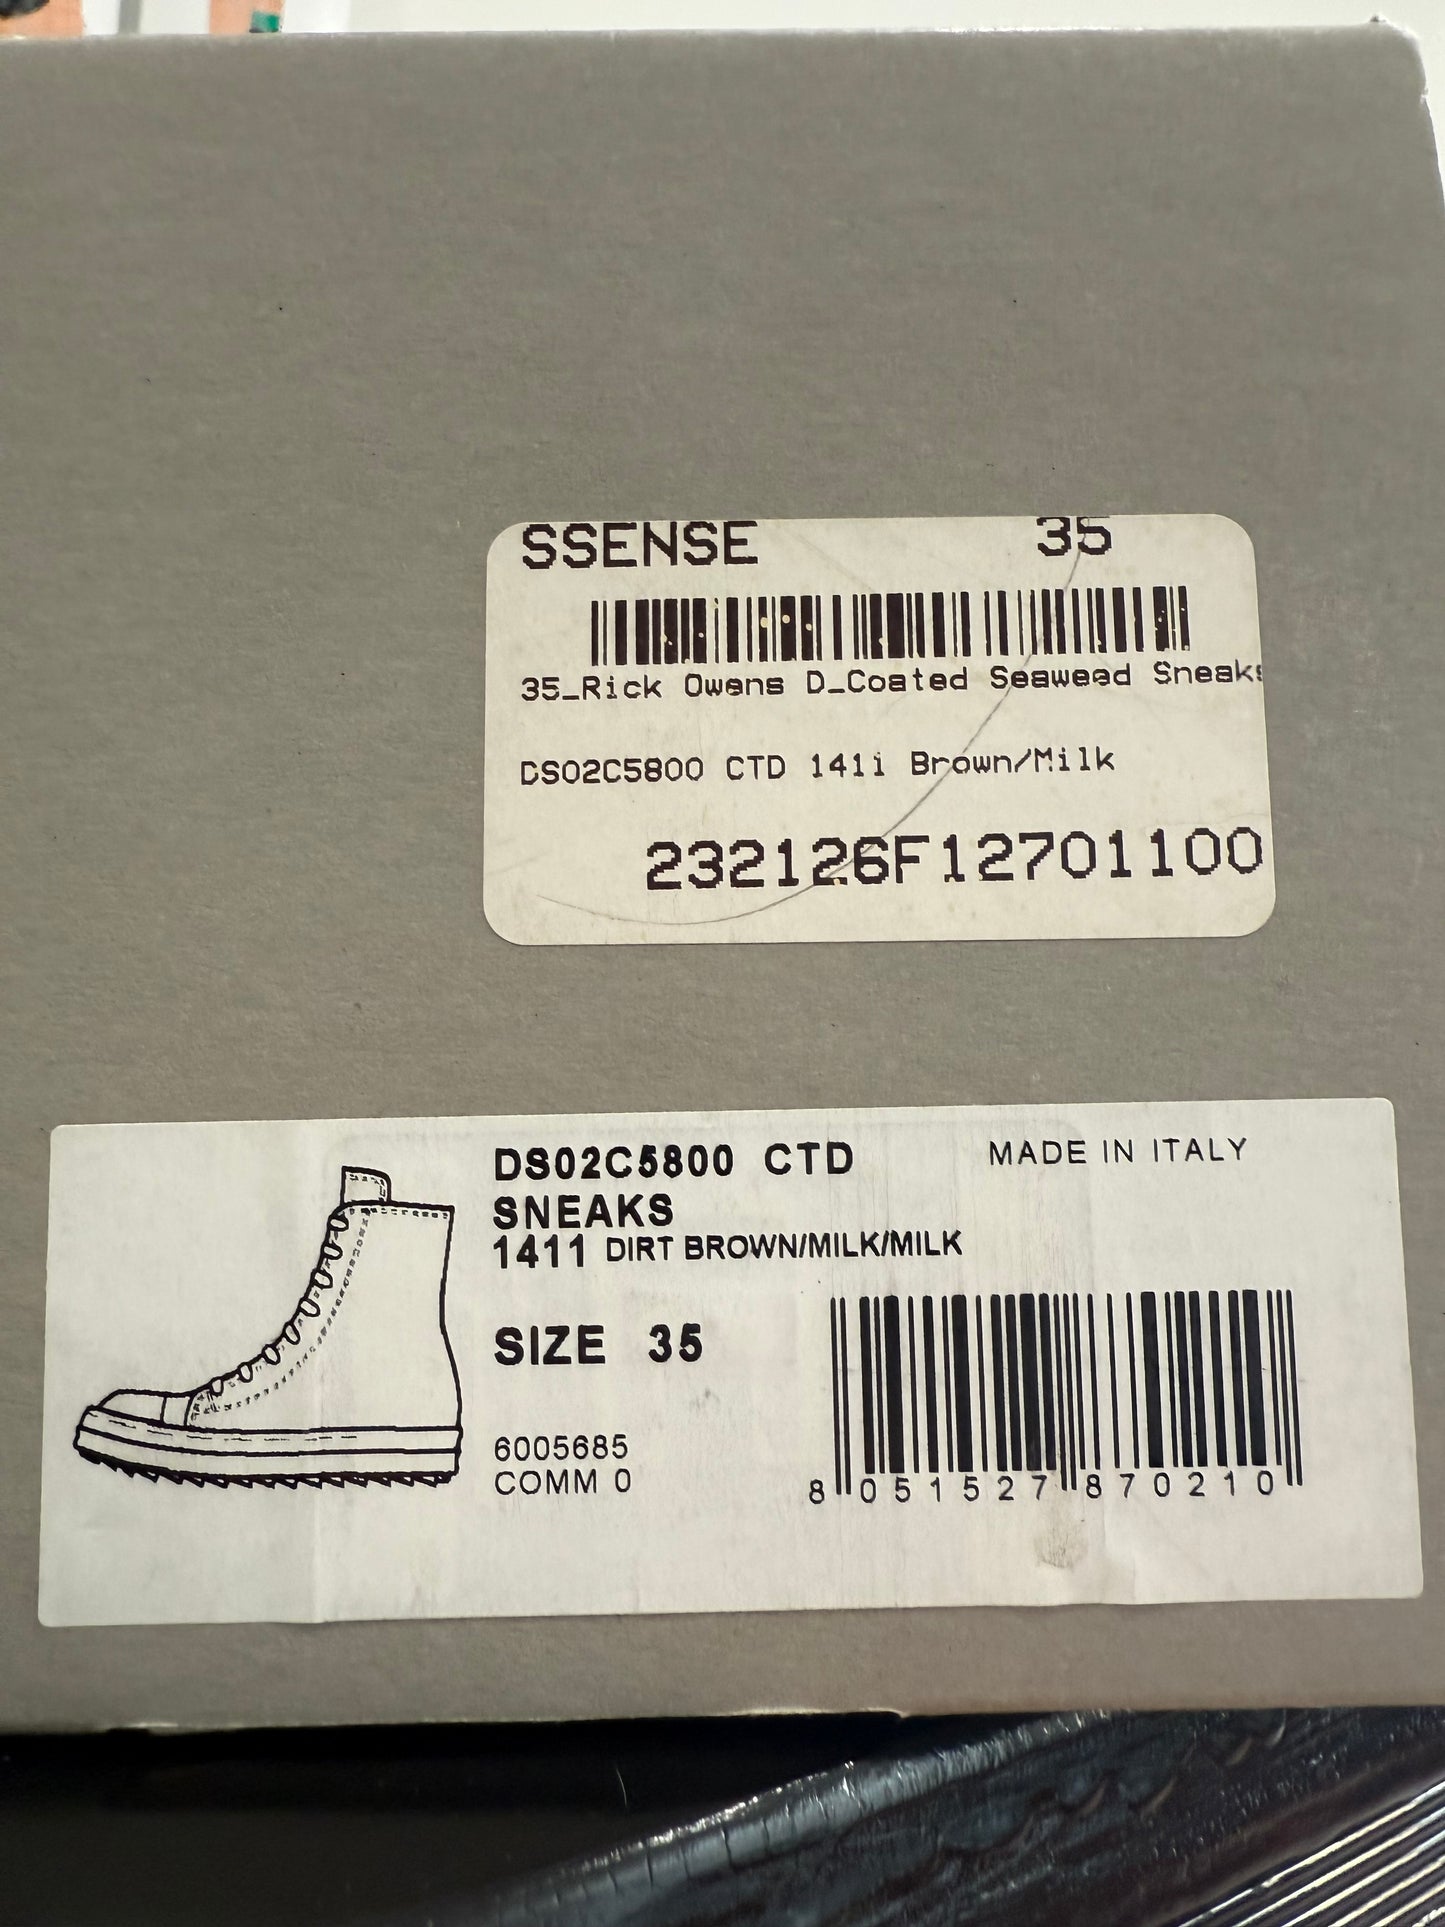 SSENSE 35
35_Rick Owens D_Coated Seaweed Sneaks
DS02C5800 CTD 141i Brown/Milk
232126F12701100
DS02C5800 CTD MADE IN ITALY
SNEAKS
1411 DIRT BROWN/MILK/MILK
SIZE 35
6005685
COMM 0
8 051527 870210